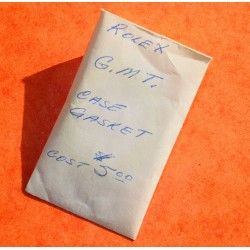 ROLEX
G.M.T.
CASE
GASKET
COST $5.00